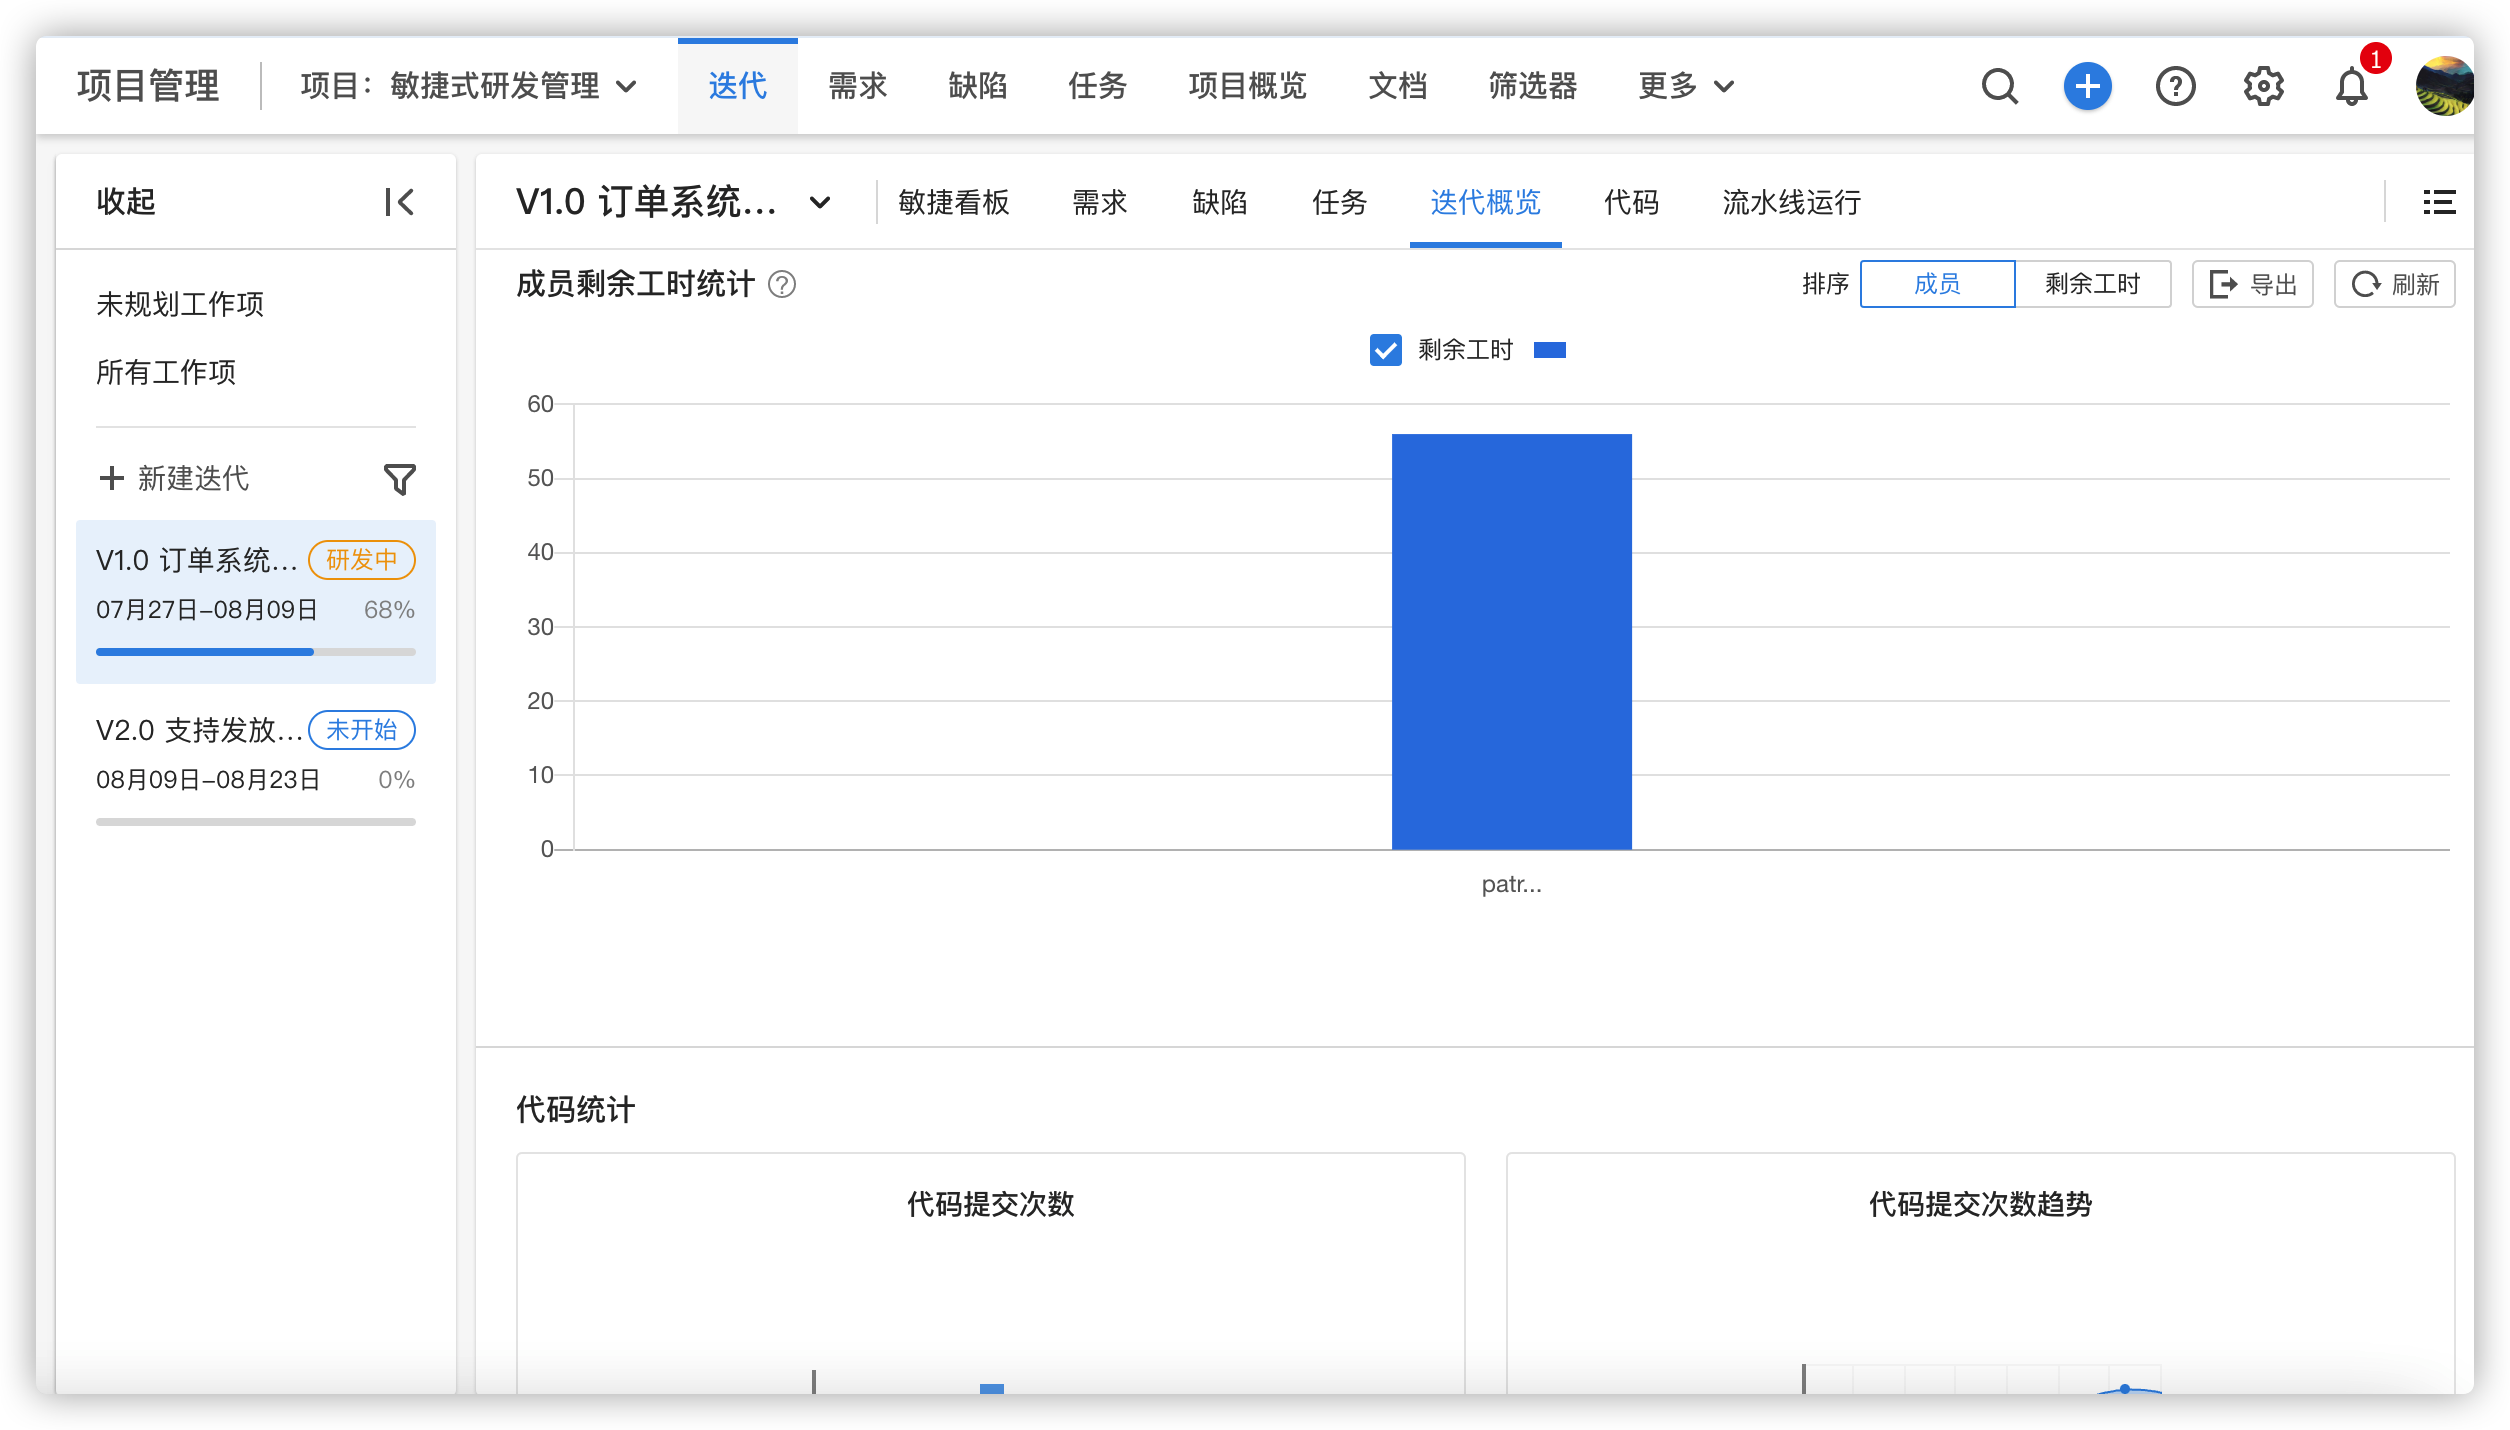 项目管理
项目：敏捷式研发管理
迭代 需求 缺陷 任务 项目概览 文档 筛选器 更多
1
收起
未规划工作项
所有工作项
新建迭代
V1.0 订单系统... 研发中
07月27日-08月09日 68%
V2.0 支持发放... 未开始
08月09日-08月23日 0%
V1.0 订单系统...
敏捷看板 需求 缺陷 任务 迭代概览 代码 流水线运行
成员剩余工时统计 ?
排序 成员 剩余工时 导出 刷新
剩余工时
60
50
40
30
20
10
0
patr...
代码统计
代码提交次数
代码提交次数趋势